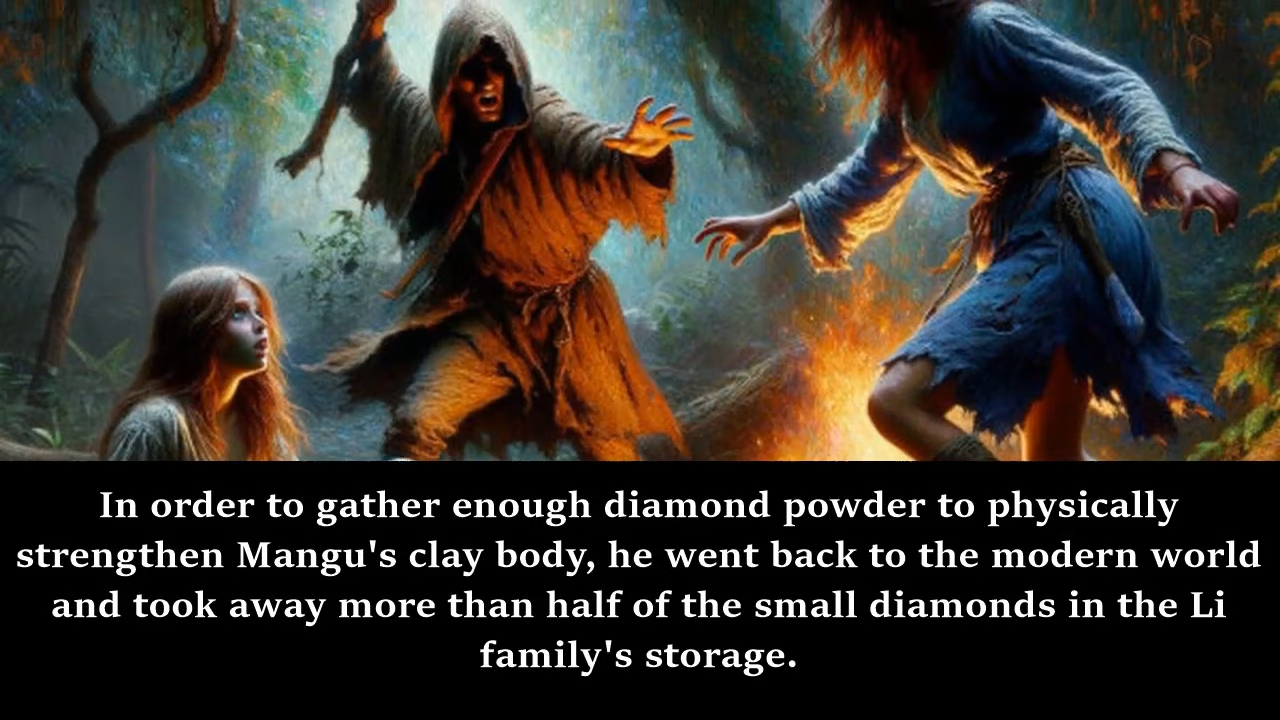 In order to gather enough diamond powder to physically
strengthen Mangu's clay body, he went back to the modern world
and took away more than half of the small diamonds in the Li
family's storage.